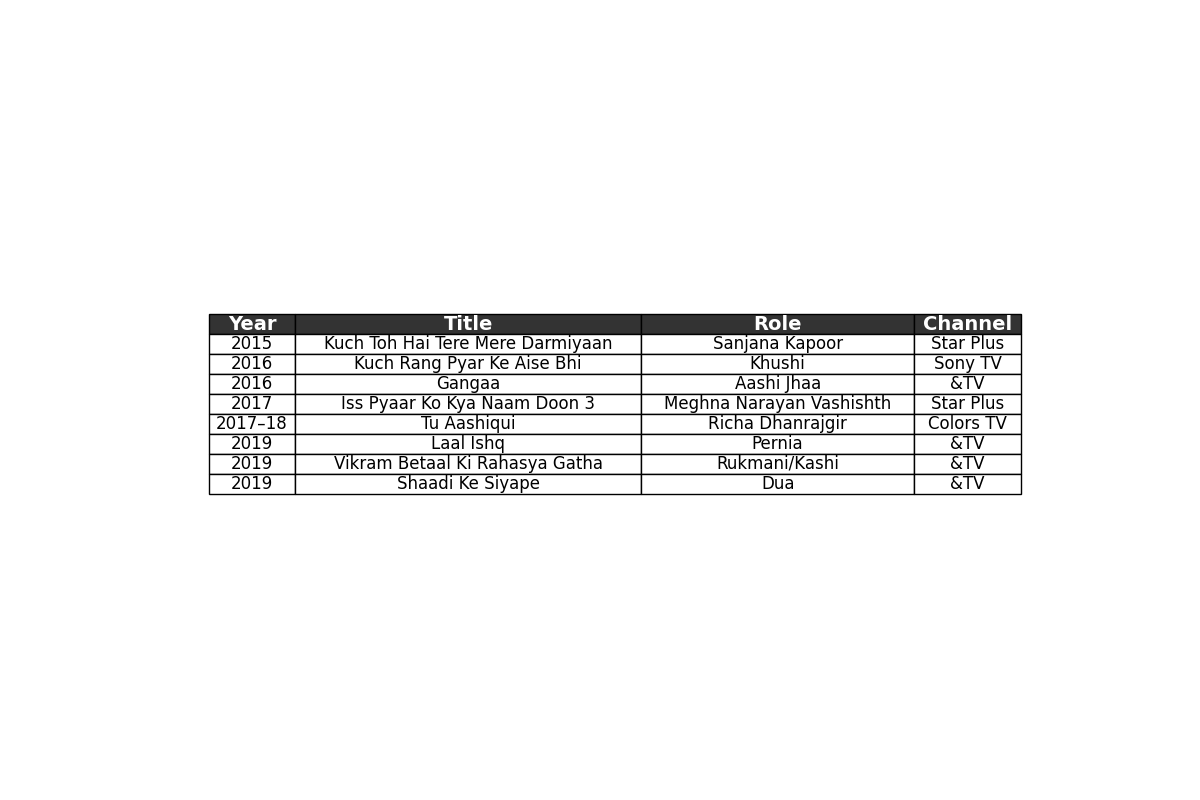 Year Title Role Channel
2015 Kuch Toh Hai Tere Mere Darmiyaan Sanjana Kapoor Star Plus
2016 Kuch Rang Pyar Ke Aise Bhi Khushi Sony TV
2016 Gangaa Aashi Jhaa &TV
2017 Iss Pyaar Ko Kya Naam Doon 3 Meghna Narayan Vashishth Star Plus
2017–18 Tu Aashiqui Richa Dhanrajgir Colors TV
2019 Laal Ishq Pernia &TV
2019 Vikram Betaal Ki Rahasya Gatha Rukmani/Kashi &TV
2019 Shaadi Ke Siyape Dua &TV